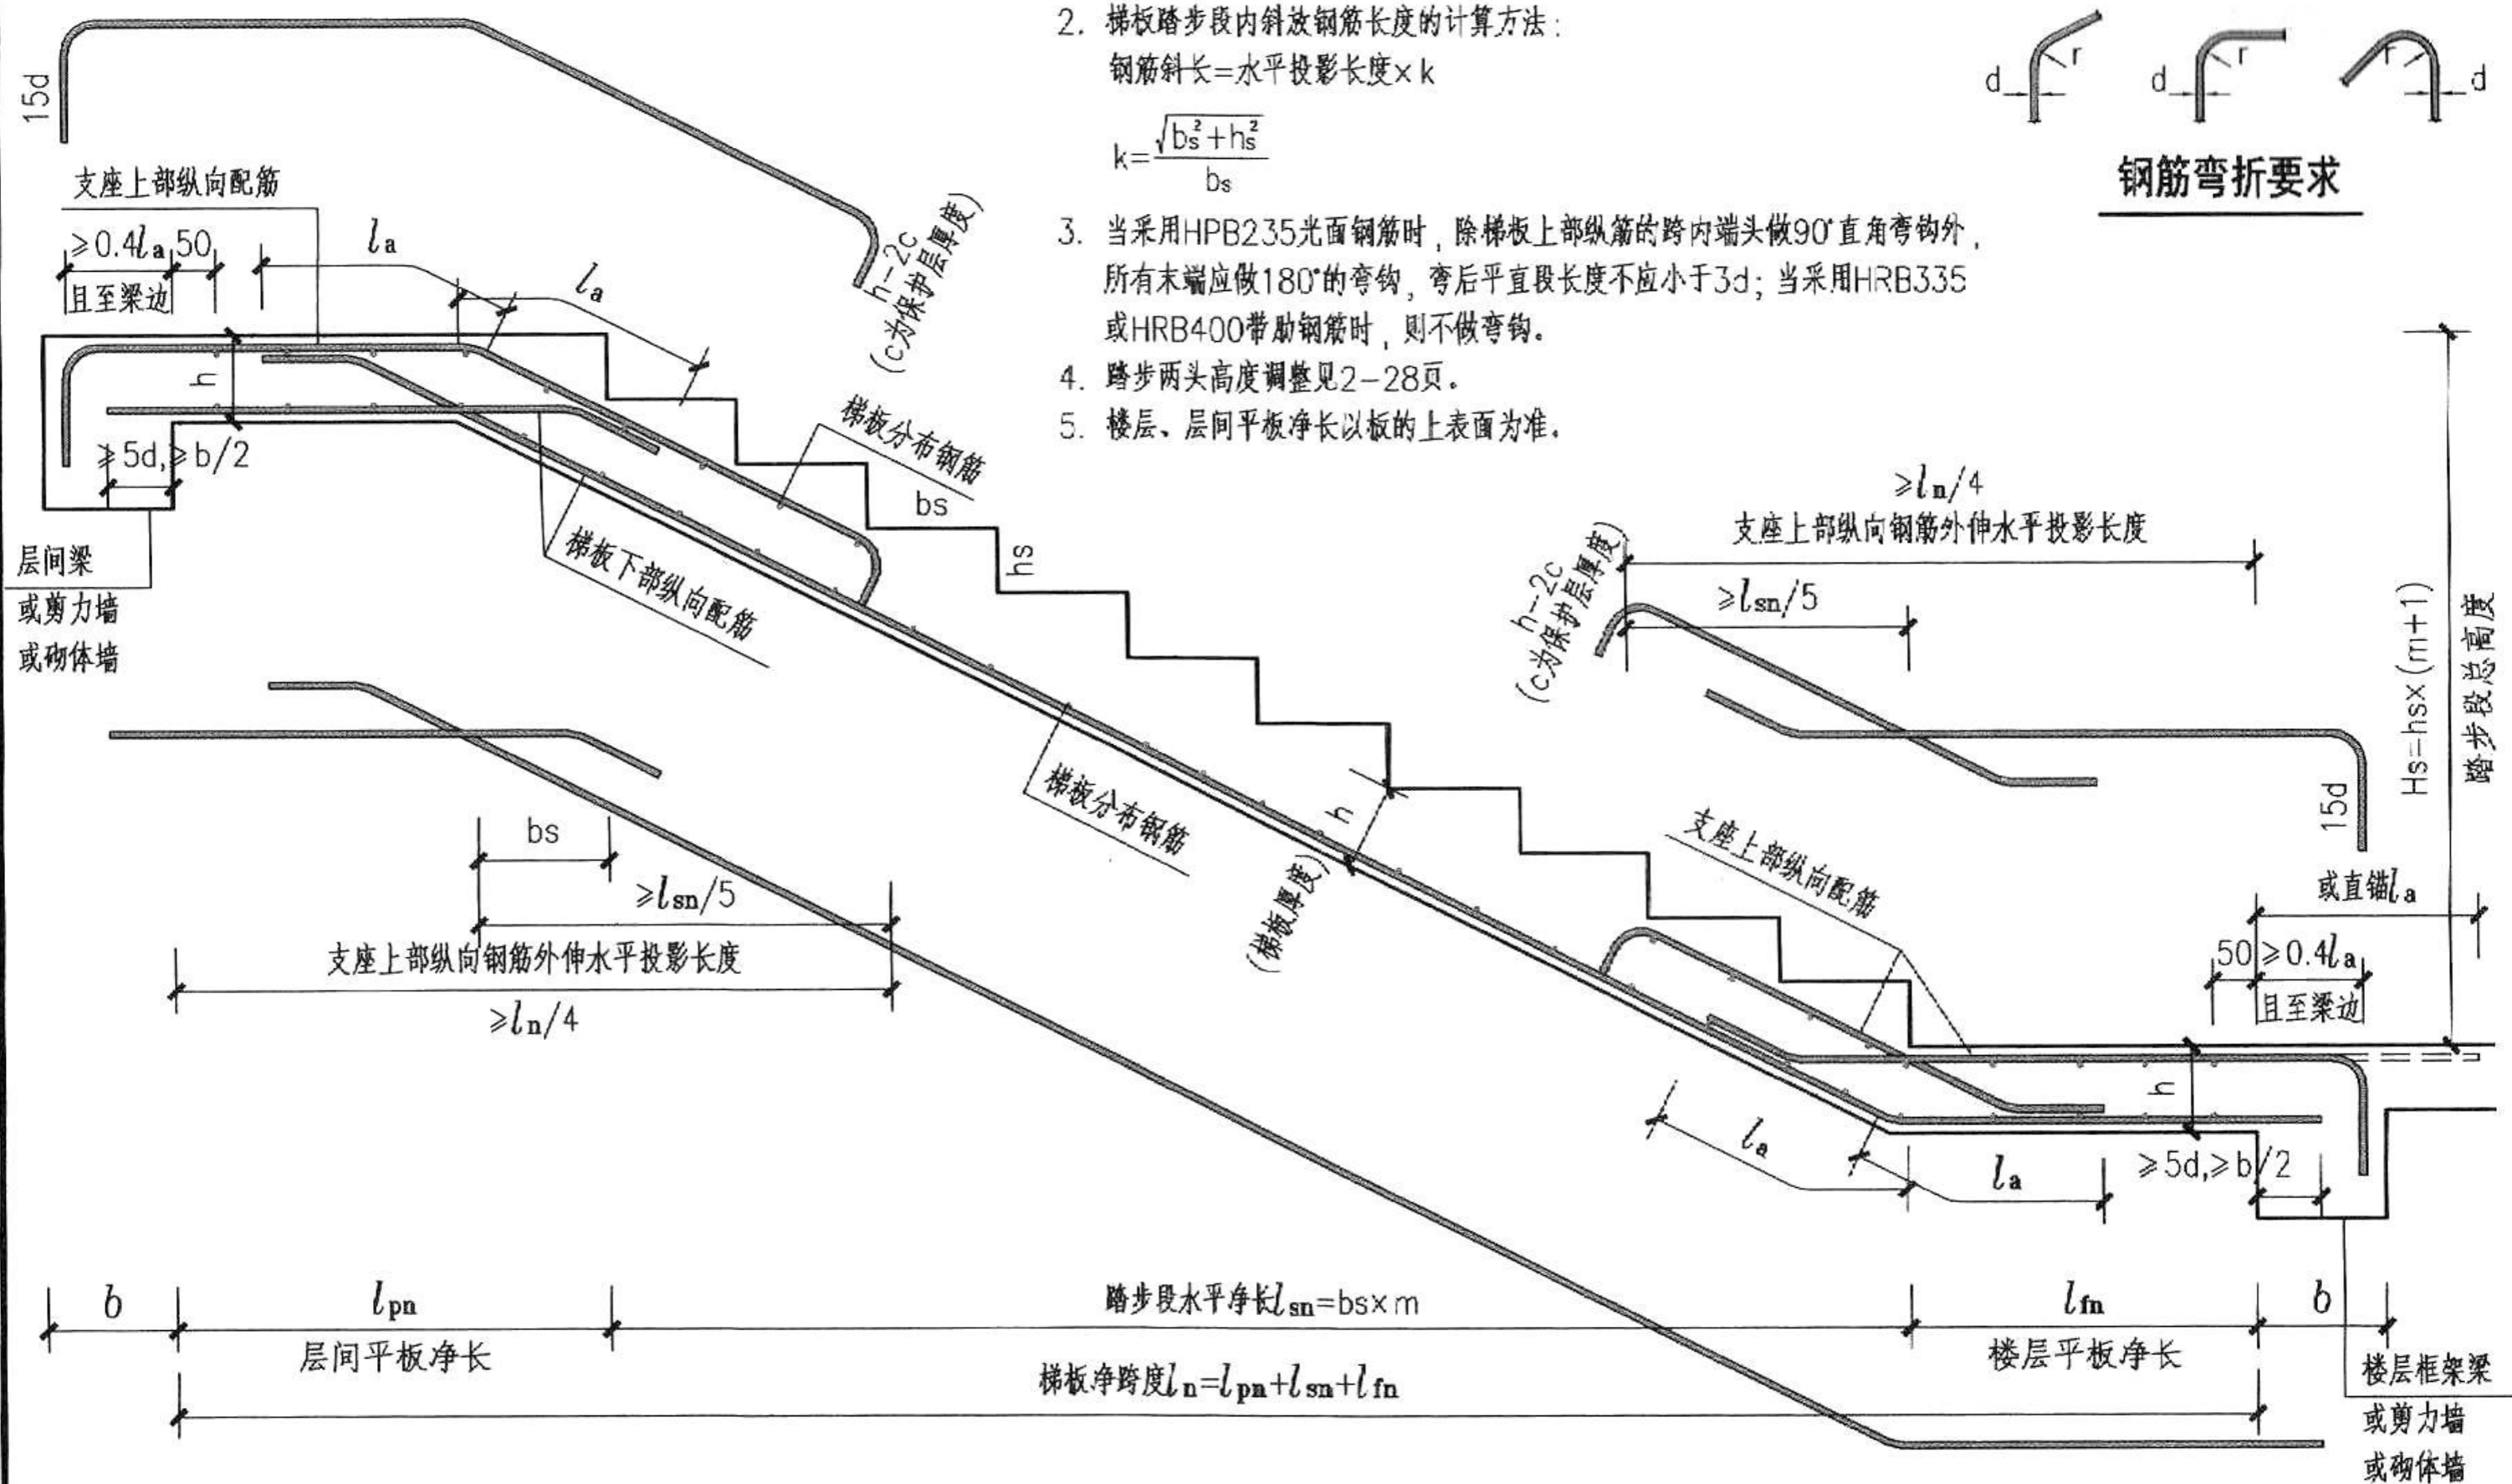 2. 梯板踏步段内斜放钢筋长度的计算方法:
钢筋斜长=水平投影长度×k
k=√(bs²+hs²)/bs
3. 当采用HPB235光面钢筋时,除梯板上部纵筋的跨内端头做90°直角弯钩外,
所有末端应做180°的弯钩,弯后平直段长度不应小于3d;当采用HRB335
或HRB400带肋钢筋时,则不做弯钩。
4. 踏步两头高度调整见2-28页。
5. 楼层、层间平板净长以板的上表面为准。
d
r
d
r
r
d
钢筋弯折要求
15d
支座上部纵向配筋
≥0.4la
50
la
且至梁边
la
h-2c
(c为保护层厚度)
h
≥5d,≥b/2
梯板分布钢筋
bs
hs
层间梁
或剪力墙
或砌体墙
梯板下部纵向配筋
≥ln/4
支座上部纵向钢筋外伸水平投影长度
≥lsn/5
h-2c
(c为保护层厚度)
Hs=hs×(m+1)
踏步段总高度
15d
梯板分布钢筋
h
(梯板厚度)
支座上部纵向配筋
bs
≥lsn/5
支座上部纵向钢筋外伸水平投影长度
≥ln/4
或直锚la
50
≥0.4la
且至梁边
h
la
la
≥5d,≥b/2
b
lpn
层间平板净长
踏步段水平净长lsn=bs×m
lfn
楼层平板净长
b
梯板净跨度ln=lpn+lsn+lfn
楼层框架梁
或剪力墙
或砌体墙